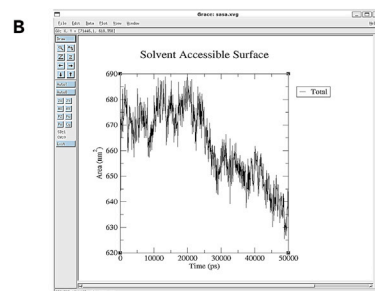 B
Grace: sasa.xvg
File Edit Data Plot View Window
Draw
Solvent Accessible Surface
Total
690
680
670
660
650
640
630
620
Area (nm²)
0 10000 20000 30000 40000 50000
Time (ps)